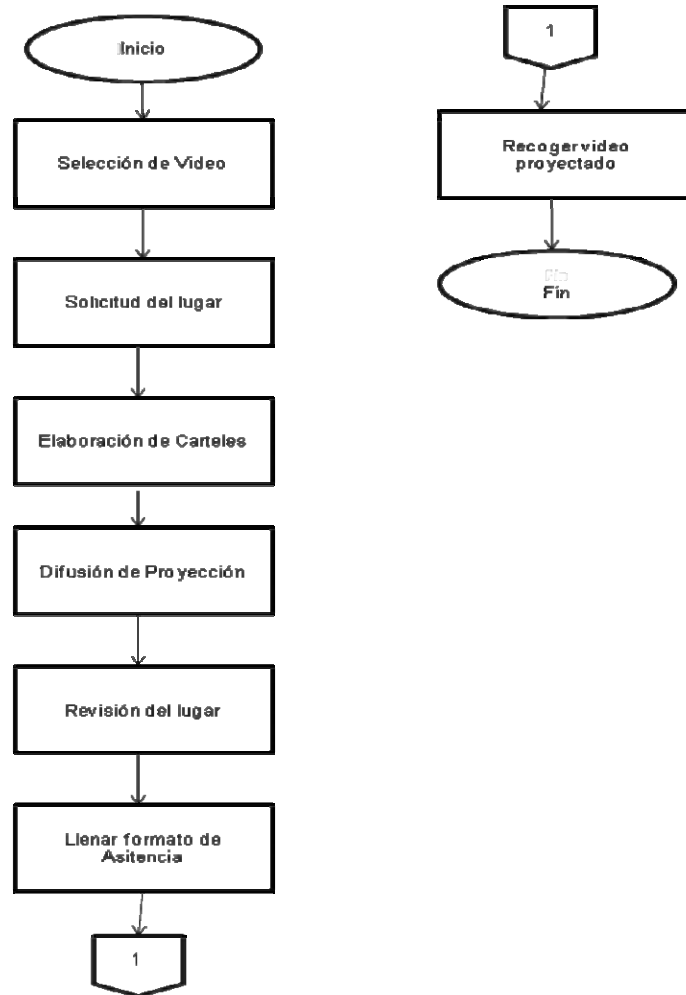 Inicio
Selección de Video
Solicitud del lugar
Elaboración de Carteles
Difusión de Proyección
Revisión del lugar
Llenar formato de
Asitencia
1
1
Recoger video
proyectado
Fin
Fin